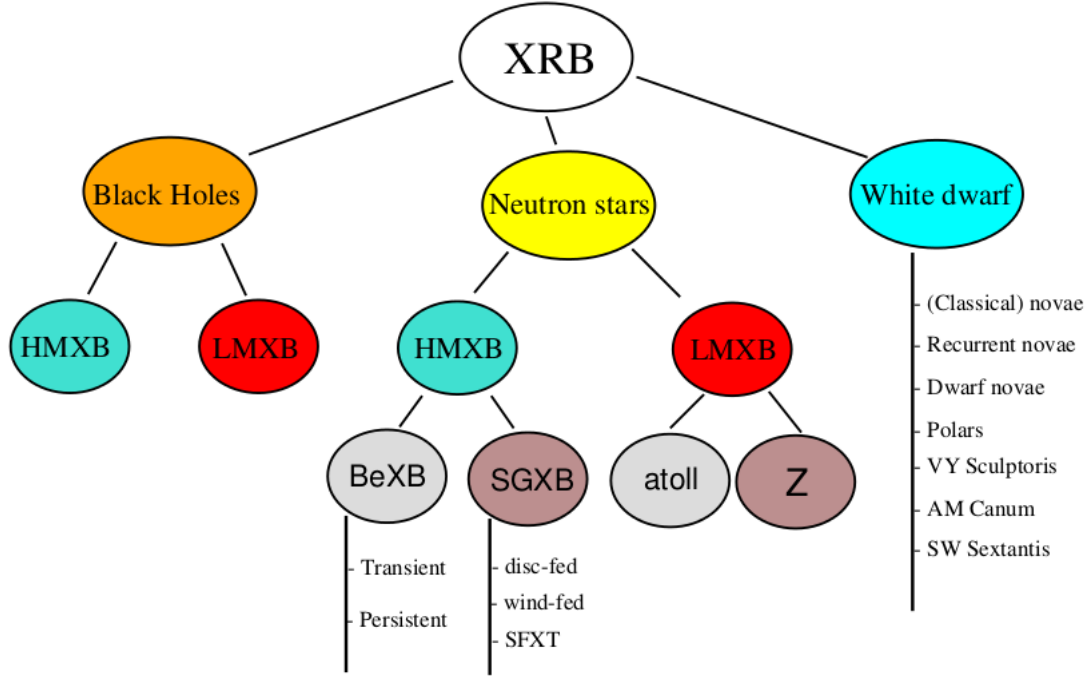 XRB
Black Holes
Neutron stars
White dwarf
HMXB
LMXB
HMXB
LMXB
BeXB
SGXB
atoll
Z
- Transient
- Persistent
- disc-fed
- wind-fed
- SFXT
- (Classical) novae
- Recurrent novae
- Dwarf novae
- Polars
- VY Sculptoris
- AM Canum
- SW Sextantis